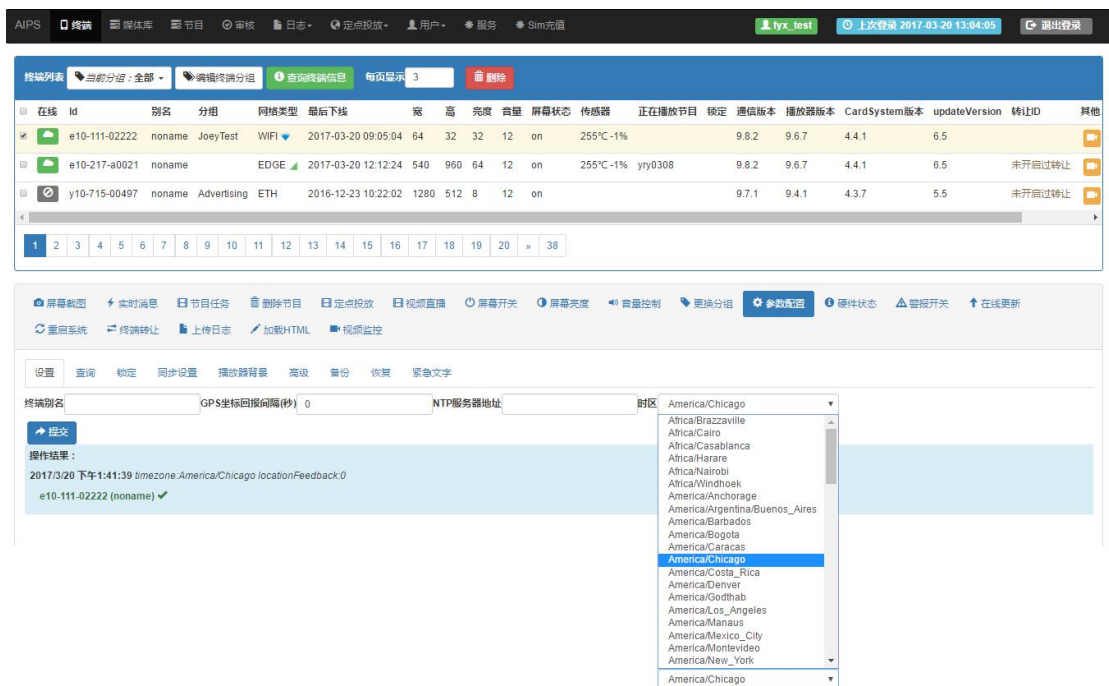 AIPS 终端 媒体库 节目 审核 日志 定点投放 用户 服务 Sim充值 fyx_test 上次登录 2017-03-20 13:04:05 退出登录
终端列表 当前分组：全部 编辑终端分组 查询终端信息 每页显示 3 删除
在线 Id 别名 分组 网络类型 最后下线 宽 高 亮度 音量 屏幕状态 传感器 正在播放节目 锁定 通信版本 播放器版本 CardSystem版本 updateVersion 转让ID 其他
e10-111-02222 noname JoeyTest WIFI 2017-03-20 09:05:04 64 32 32 12 on 255℃ -1% 9.8.2 9.6.7 4.4.1 6.5
e10-217-a0021 noname EDGE 2017-03-20 12:12:24 540 960 64 12 on 255℃ -1% yry0308 9.8.2 9.6.7 4.4.1 6.5 未开启过转让
y10-715-00497 noname Advertising ETH 2016-12-23 10:22:02 1280 512 8 12 on 9.7.1 9.4.1 4.3.7 5.5 未开启过转让
1 2 3 4 5 6 7 8 9 10 11 12 13 14 15 16 17 18 19 20 » 38
屏幕截图 实时消息 节目任务 删除节目 定点投放 视频直播 屏幕开关 屏幕亮度 音量控制 更换分组 参数配置 硬件状态 警报开关 在线更新
重启系统 终端转让 上传日志 加载HTML 视频监控
设置 查询 锁定 同步设置 播放器背景 高级 备份 恢复 紧急文字
终端别名 GPS坐标回报间隔(秒) 0 NTP服务器地址 时区 America/Chicago
提交
操作结果：
2017/3/20 下午1:41:39 timezone:America/Chicago locationFeedback:0
e10-111-02222 (noname)
Africa/Brazzaville
Africa/Cairo
Africa/Casablanca
Africa/Harare
Africa/Nairobi
Africa/Windhoek
America/Anchorage
America/Argentina/Buenos_Aires
America/Barbados
America/Bogota
America/Caracas
America/Chicago
America/Costa_Rica
America/Denver
America/Godthab
America/Los_Angeles
America/Manaus
America/Mexico_City
America/Montevideo
America/New_York
America/Chicago